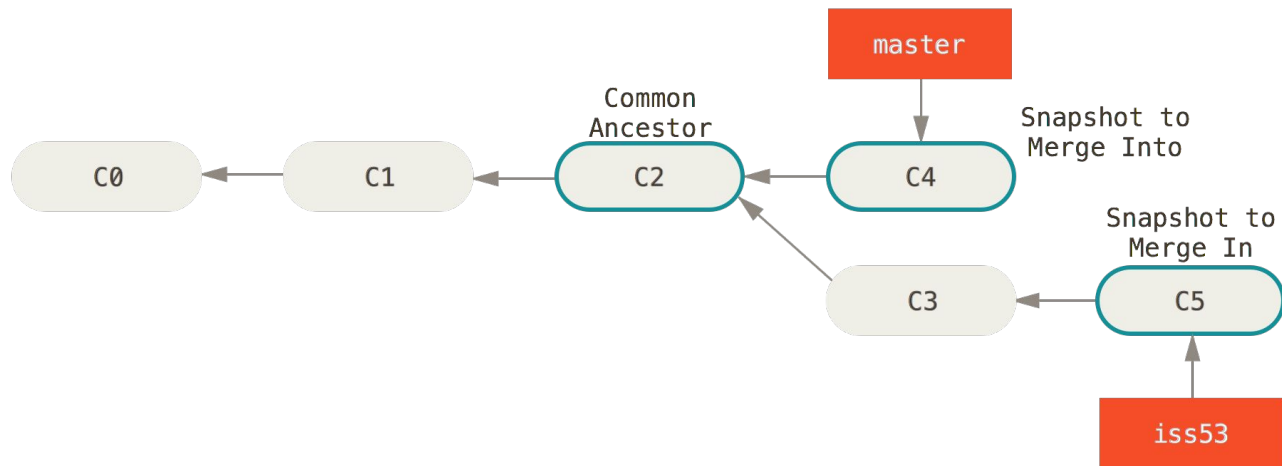 master
Common
Ancestor
Snapshot to
Merge Into
C0
C1
C2
C4
Snapshot to
Merge In
C3
C5
iss53